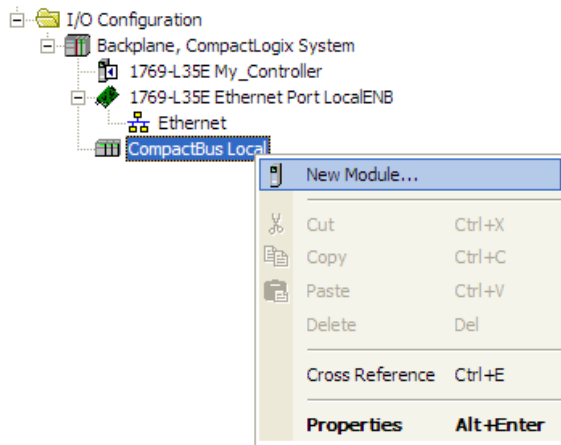 I/O Configuration
Backplane, CompactLogix System
1769-L35E My_Controller
1769-L35E Ethernet Port LocalENB
Ethernet
CompactBus Local
New Module...
Cut Ctrl+X
Copy Ctrl+C
Paste Ctrl+V
Delete Del
Cross Reference Ctrl+E
Properties Alt+Enter